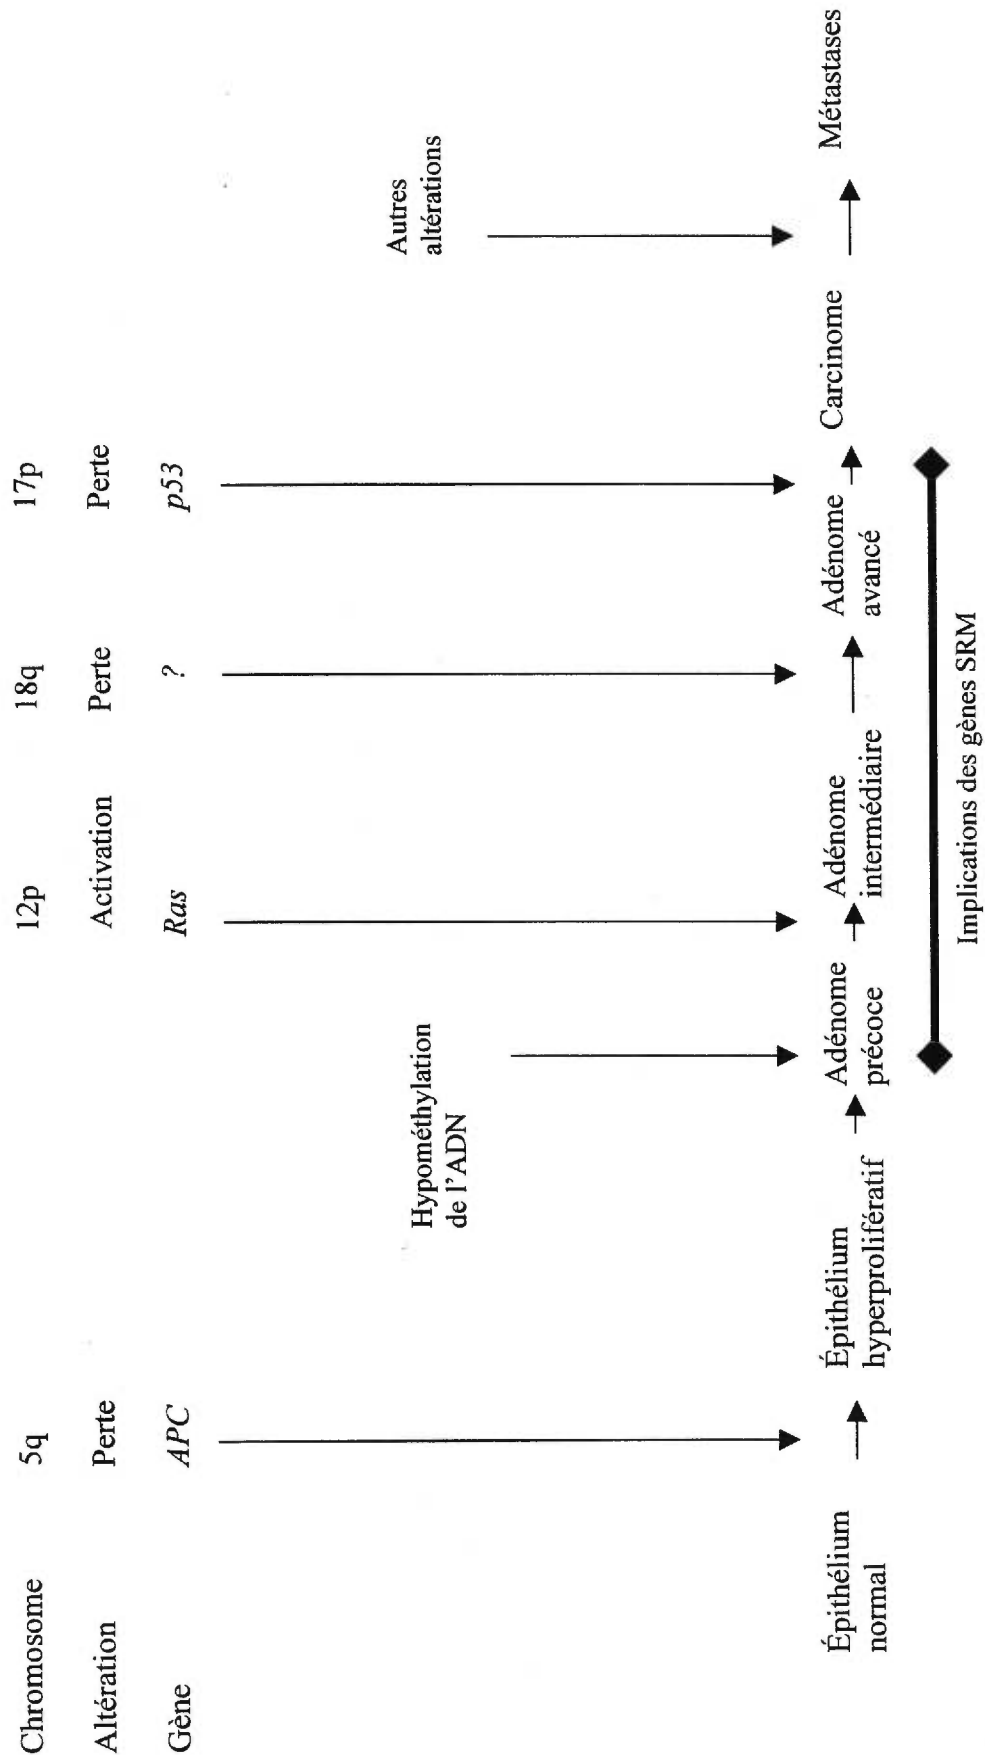 Chromosome 5q 12p 18q 17p
Altération Perte Activation Perte Perte
Gène APC Ras ? p53
Hypométhylation
de l'ADN
Autres
altérations
Épithélium
normal
Épithélium
hyperprolifératif
Adénome
précoce
Adénome
intermédiaire
Adénome
avancé
Carcinome
Métastases
Implications des gènes SRM